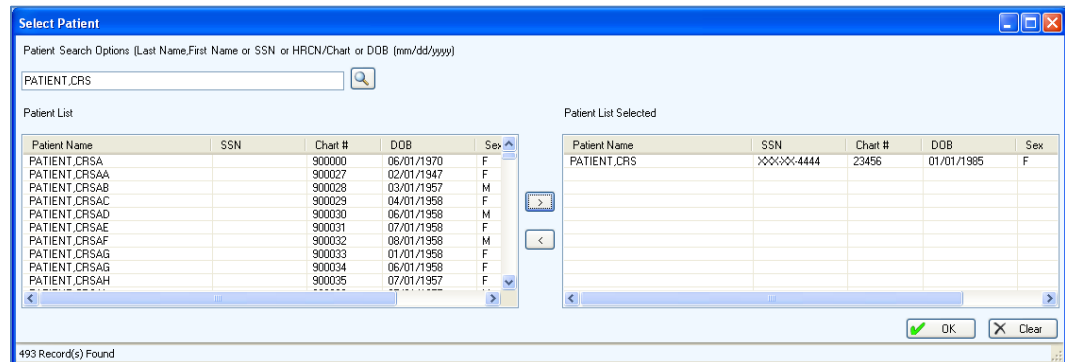 Select Patient
Patient Search Options (Last Name,First Name or SSN or HRCN/Chart or DOB (mm/dd/yyyy)
PATIENT,CRS
Patient List
Patient Name SSN Chart # DOB Sex
PATIENT,CRSA 900000 06/01/1970 F
PATIENT,CRSAA 900027 02/01/1947 F
PATIENT,CRSAB 900028 03/01/1957 M
PATIENT,CRSAC 900029 04/01/1958 F
PATIENT,CRSAD 900030 06/01/1958 M
PATIENT,CRSAE 900031 07/01/1958 F
PATIENT,CRSAF 900032 08/01/1958 M
PATIENT,CRSAG 900033 01/01/1958 F
PATIENT,CRSAG 900034 06/01/1958 F
PATIENT,CRSAH 900035 07/01/1957 F
>
<
Patient List Selected
Patient Name SSN Chart # DOB Sex
PATIENT,CRS XXX-XX-4444 23456 01/01/1985 F
OK Clear
493 Record(s) Found